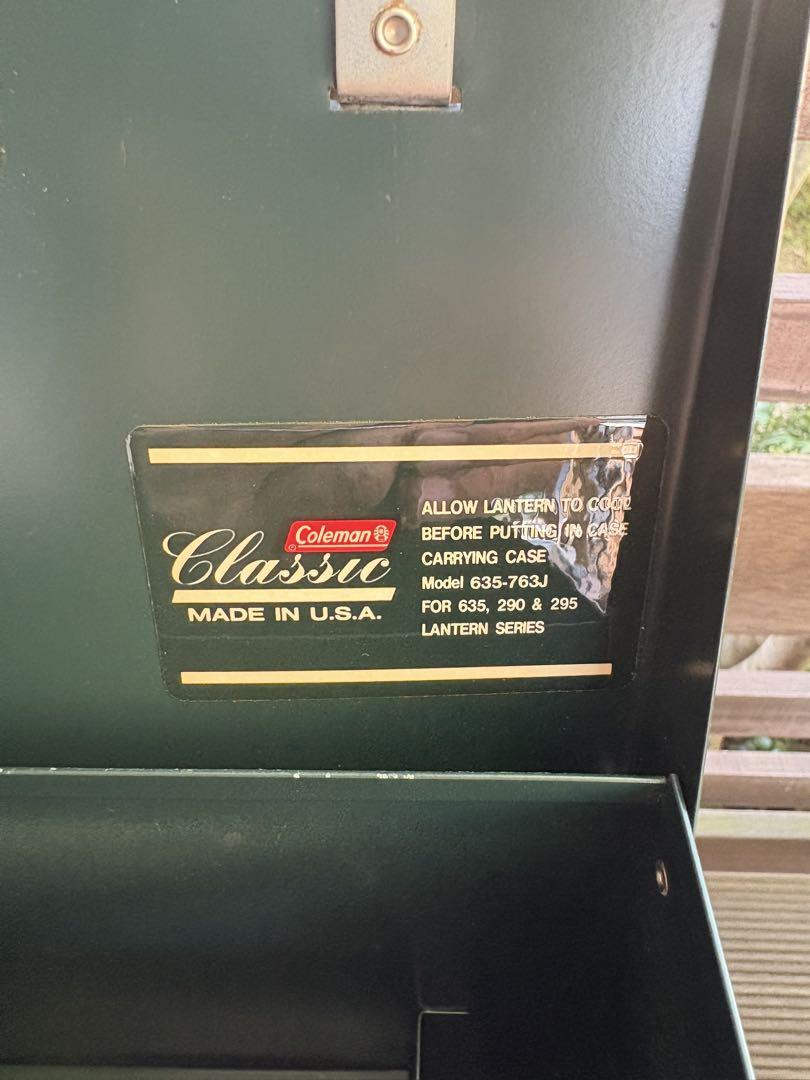 Coleman
Classic
MADE IN U.S.A.
ALLOW LANTERN TO COOL
BEFORE PUTTING IN CASE
CARRYING CASE
Model 635-763J
FOR 635, 290 & 295
LANTERN SERIES